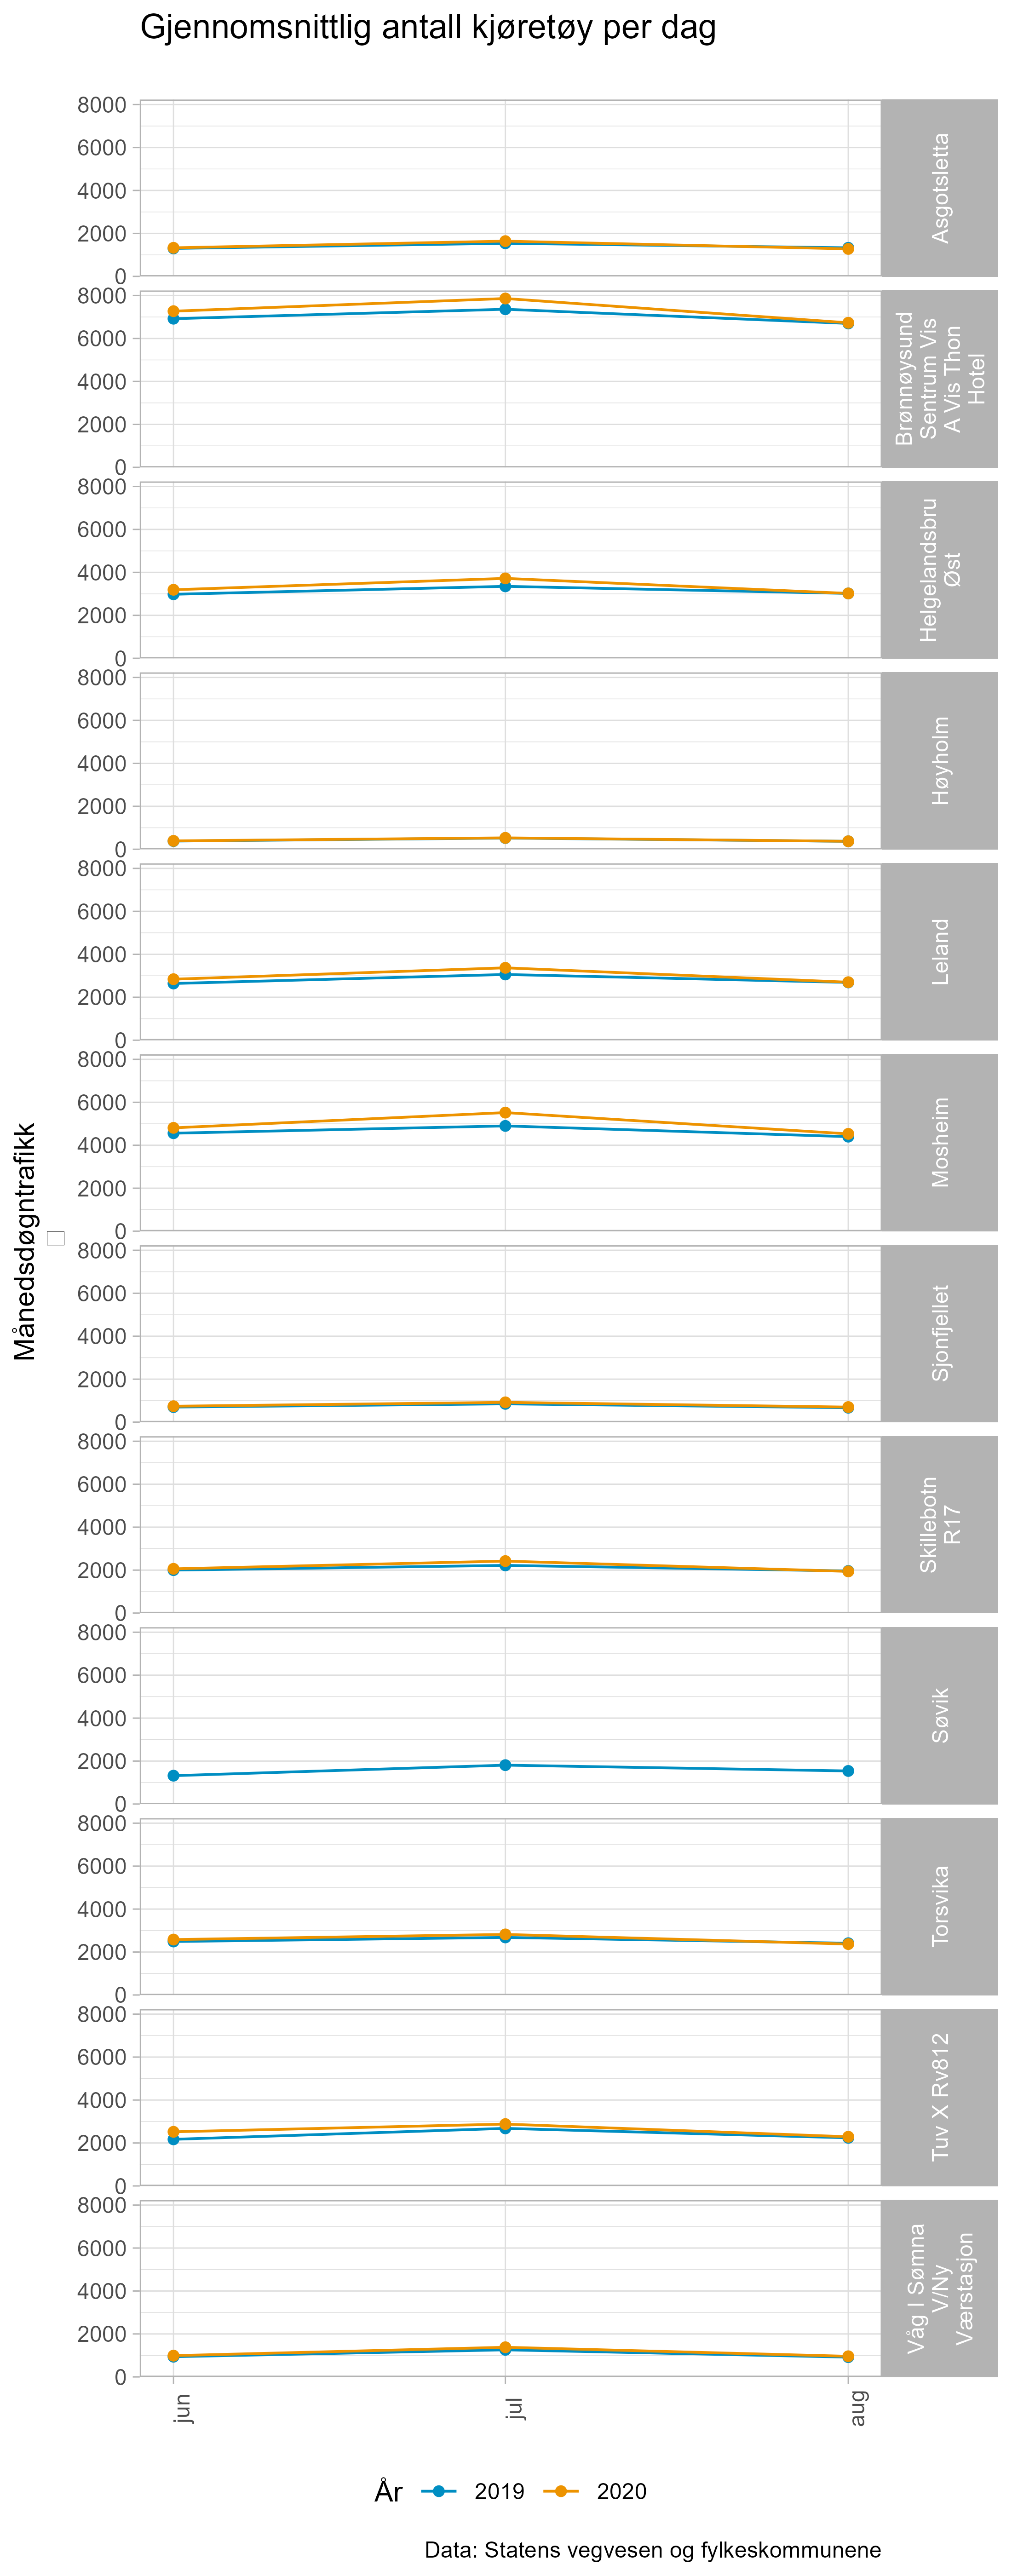 Gjennomsnittlig antall kjøretøy per dag
Månedsdøgntrafikk
8000
6000
4000
2000
0
Asgotsletta
8000
6000
4000
2000
0
Brønnøysund
Sentrum Vis
A Vis Thon
Hotel
8000
6000
4000
2000
0
Helgelandsbru
Øst
8000
6000
4000
2000
0
Høyholm
8000
6000
4000
2000
0
Leland
8000
6000
4000
2000
0
Mosheim
8000
6000
4000
2000
0
Sjonfjellet
8000
6000
4000
2000
0
Skillebotn
R17
8000
6000
4000
2000
0
Søvik
8000
6000
4000
2000
0
Torsvika
8000
6000
4000
2000
0
Tuv X Rv812
8000
6000
4000
2000
0
Våg I Sømna
V/Ny
Værstasjon
jun
jul
aug
År 2019 2020
Data: Statens vegvesen og fylkeskommunene